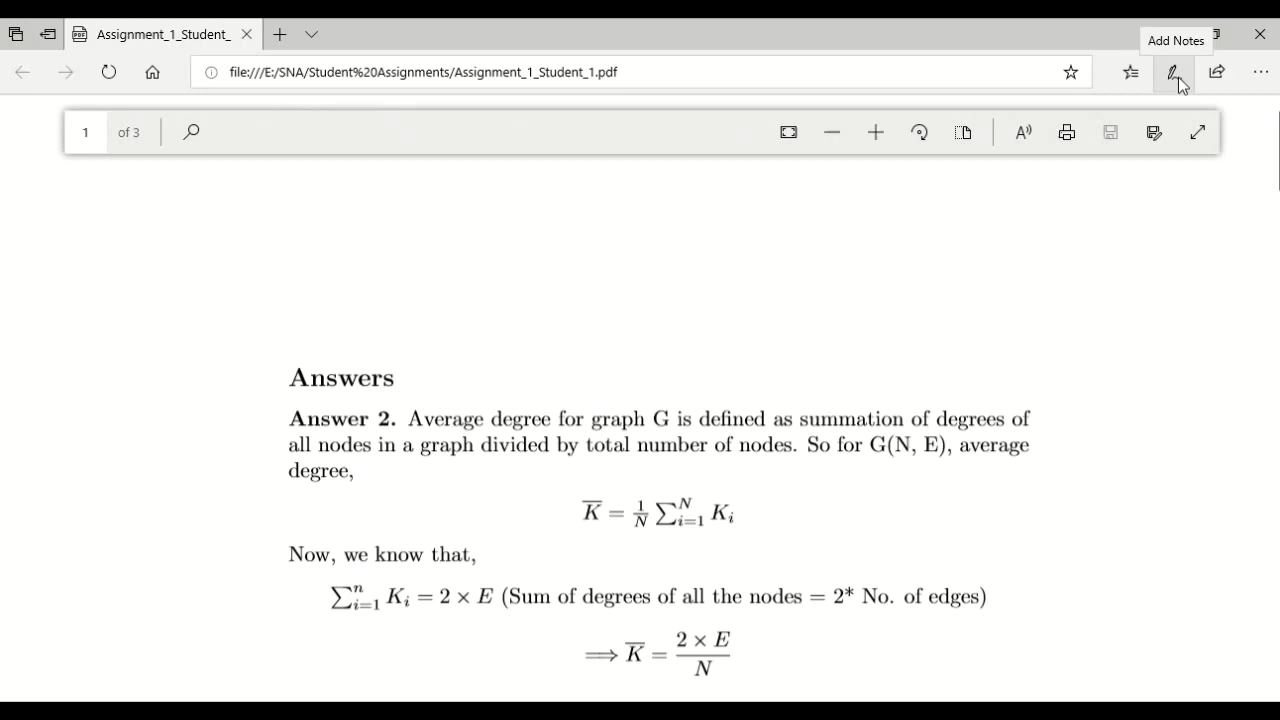 Assignment_1_Student_
Add Notes
file:///E:/SNA/Student%20Assignments/Assignment_1_Student_1.pdf
1 of 3
Answers
Answer 2. Average degree for graph G is defined as summation of degrees of
all nodes in a graph divided by total number of nodes. So for G(N, E), average
degree,
K̅ = 1/N ∑_{i=1}^{N} K_i
Now, we know that,
∑_{i=1}^{n} K_i = 2 × E (Sum of degrees of all the nodes = 2* No. of edges)
⟹ K̅ = (2 × E)/N